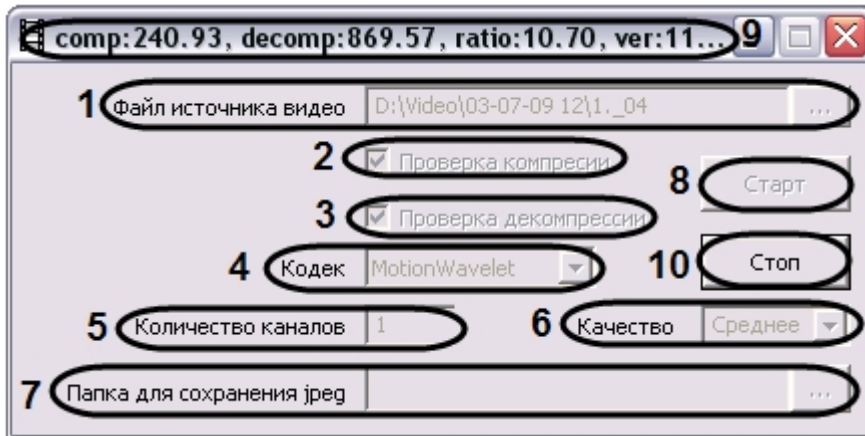 comp:240.93, decomp:869.57, ratio:10.70, ver:11... 9
1 Файл источника видео D:\Video\03-07-09 12\1._04 ...
2 Проверка компресии
8 Старт
3 Проверка декомпрессии
4 Кодек MotionWavelet
10 Стоп
5 Количество каналов 1
6 Качество Среднее
7 Папка для сохранения jpeg ...